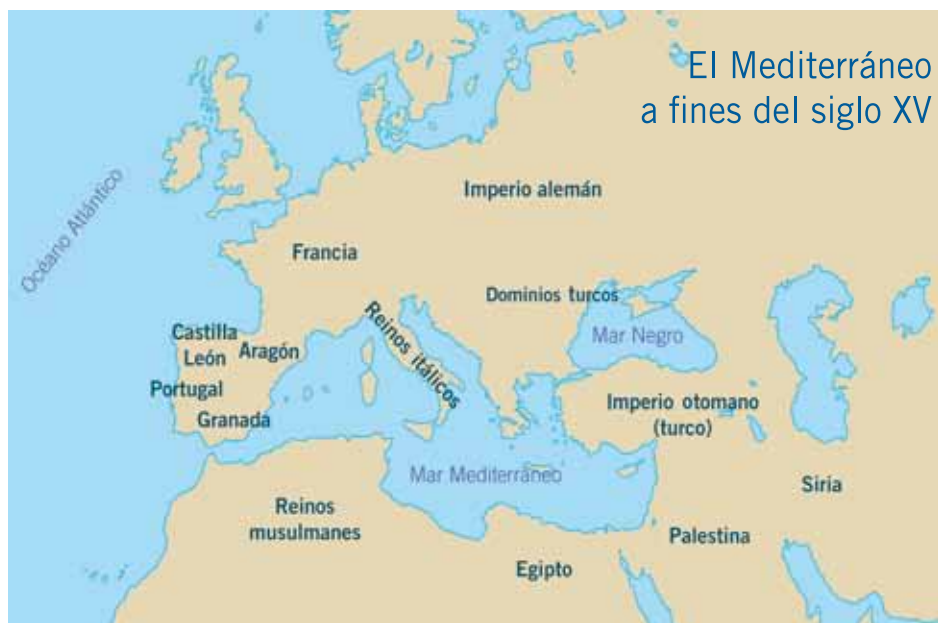 El Mediterráneo
a fines del siglo XV
Océano Atlántico
Imperio alemán
Francia
Dominios turcos
Mar Negro
Reinos itálicos
Castilla
León
Aragón
Portugal
Granada
Imperio otomano
(turco)
Mar Mediterráneo
Siria
Reinos
musulmanes
Palestina
Egipto